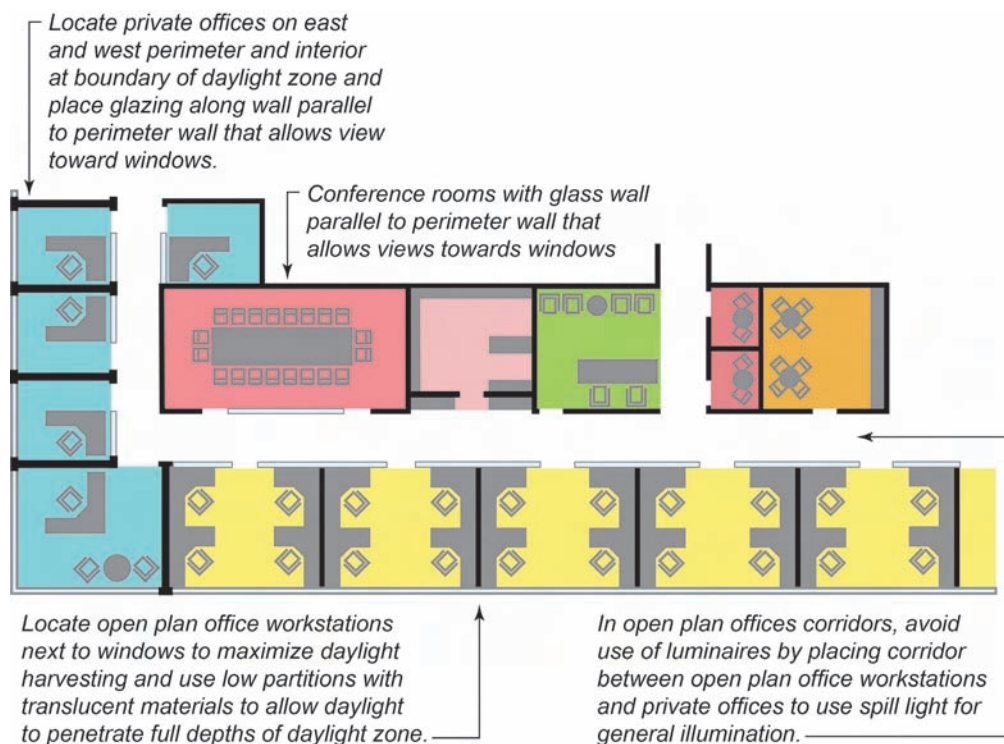 Locate private offices on east
and west perimeter and interior
at boundary of daylight zone and
place glazing along wall parallel
to perimeter wall that allows view
toward windows.
Conference rooms with glass wall
parallel to perimeter wall that
allows views towards windows
Locate open plan office workstations
next to windows to maximize daylight
harvesting and use low partitions with
translucent materials to allow daylight
to penetrate full depths of daylight zone.
In open plan offices corridors, avoid
use of luminaires by placing corridor
between open plan office workstations
and private offices to use spill light for
general illumination.